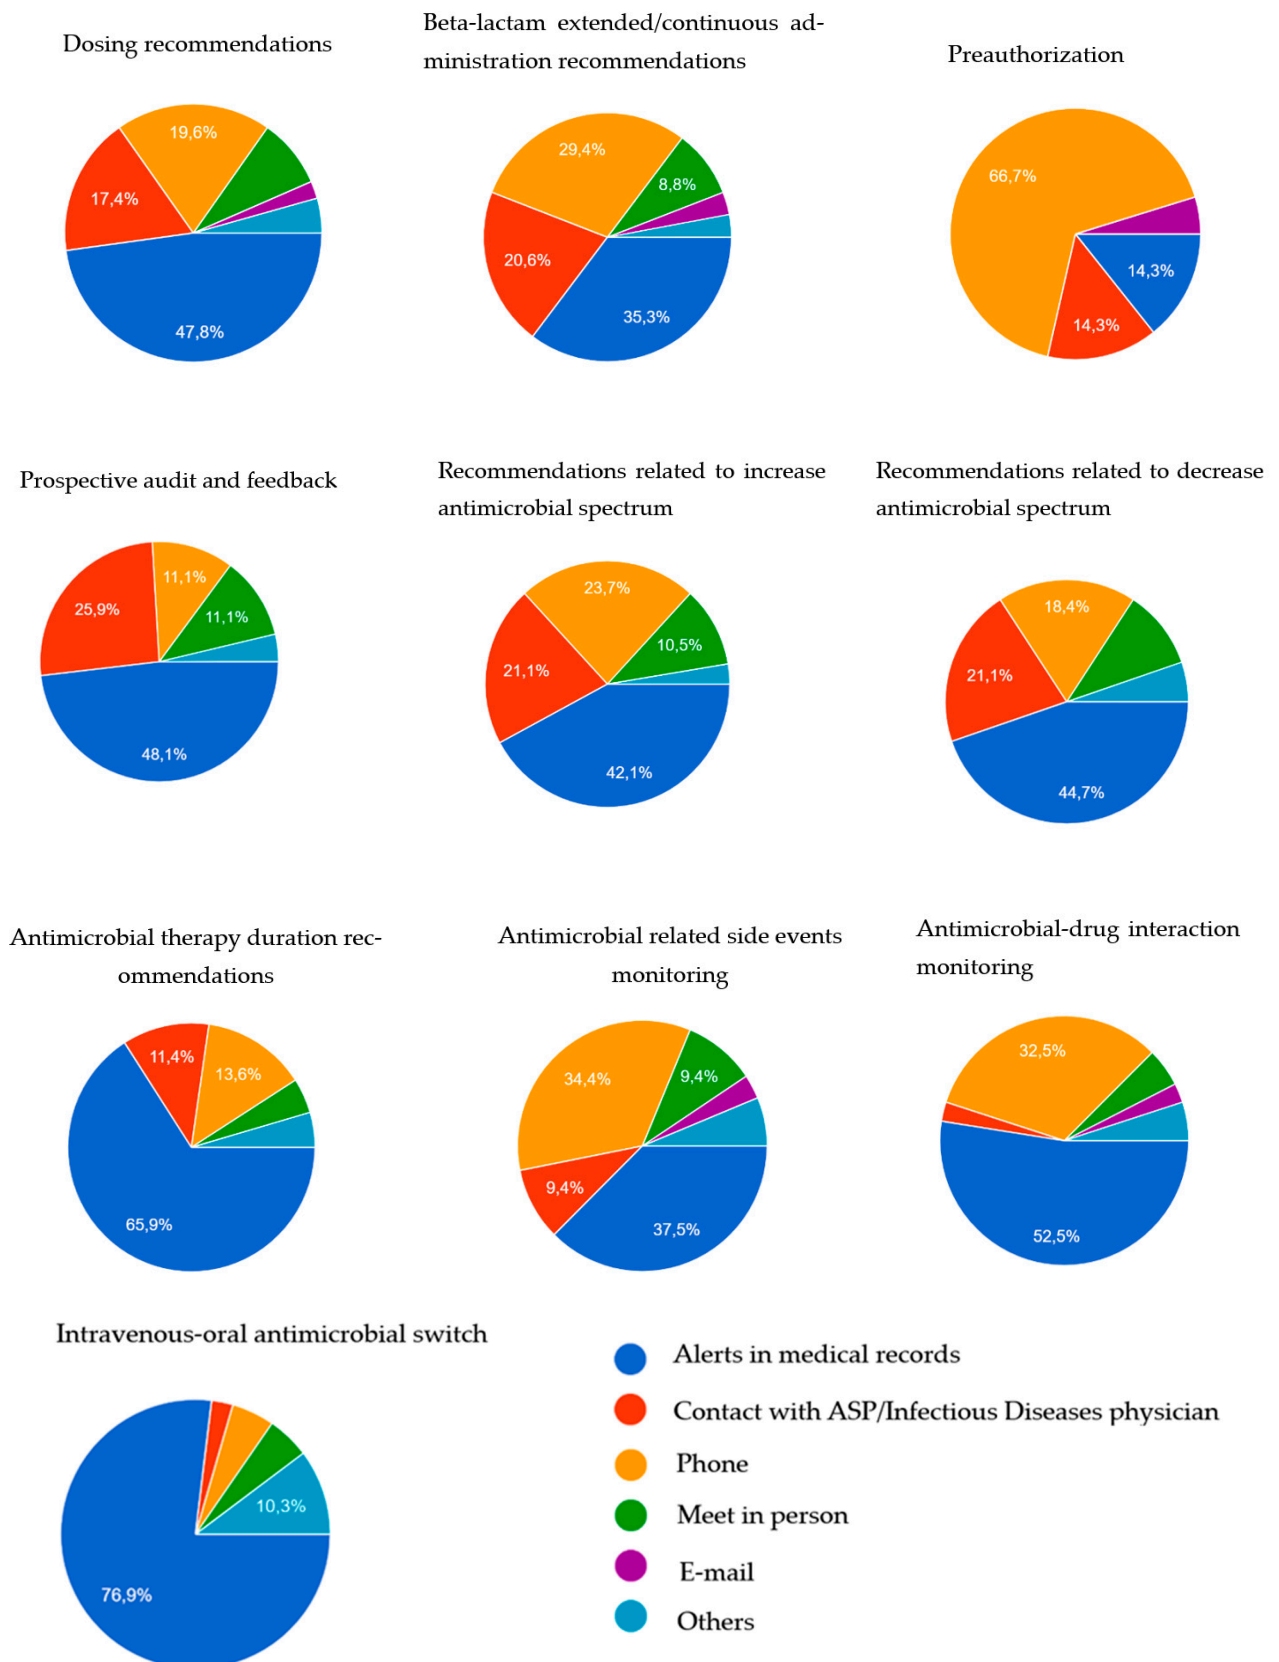 Dosing recommendations
19,6%
17,4%
47,8%
Beta-lactam extended/continuous ad-
ministration recommendations
29,4%
8,8%
20,6%
35,3%
Preauthorization
66,7%
14,3%
14,3%
Prospective audit and feedback
11,1%
25,9%
11,1%
48,1%
Recommendations related to increase
antimicrobial spectrum
23,7%
10,5%
21,1%
42,1%
Recommendations related to decrease
antimicrobial spectrum
18,4%
21,1%
44,7%
Antimicrobial therapy duration rec-
ommendations
11,4%
13,6%
65,9%
Antimicrobial related side events
monitoring
34,4%
9,4%
9,4%
37,5%
Antimicrobial-drug interaction
monitoring
32,5%
52,5%
Intravenous-oral antimicrobial switch
10,3%
76,9%
Alerts in medical records
Contact with ASP/Infectious Diseases physician
Phone
Meet in person
E-mail
Others